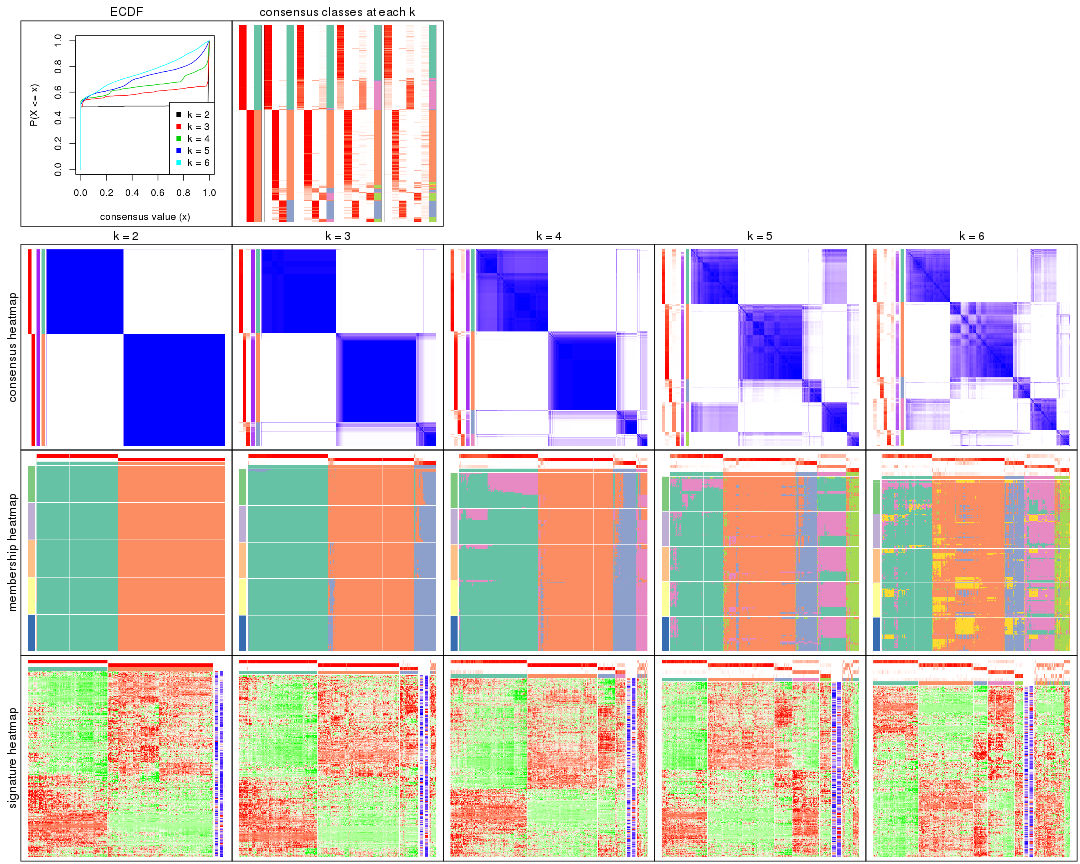 ECDF
consensus classes at each k
P(X <= x)
0.0 0.2 0.4 0.6 0.8 1.0
k = 2
k = 3
k = 4
k = 5
k = 6
0.0 0.2 0.4 0.6 0.8 1.0
consensus value (x)
k = 2
k = 3
k = 4
k = 5
k = 6
consensus heatmap
membership heatmap
signature heatmap